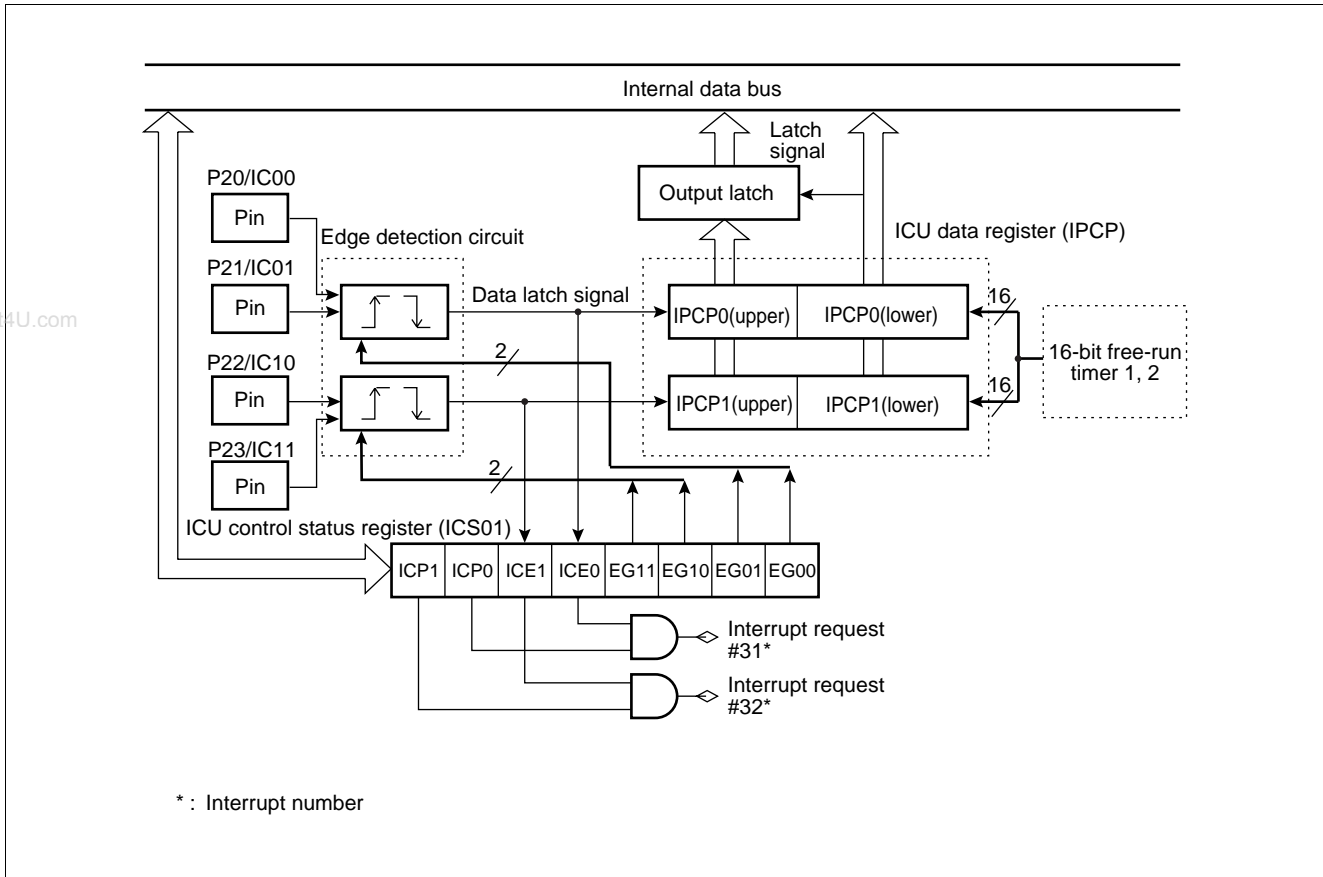 Internal data bus
Latch
signal
P20/IC00
Pin
Output latch
Edge detection circuit
ICU data register (IPCP)
P21/IC01
Pin
Data latch signal
IPCP0(upper)
IPCP0(lower)
16
t4U.com
2
16-bit free-run
timer 1, 2
P22/IC10
Pin
IPCP1(upper)
IPCP1(lower)
16
P23/IC11
Pin
2
ICU control status register (ICS01)
ICP1 ICP0 ICE1 ICE0 EG11 EG10 EG01 EG00
Interrupt request
#31*
Interrupt request
#32*
* : Interrupt number